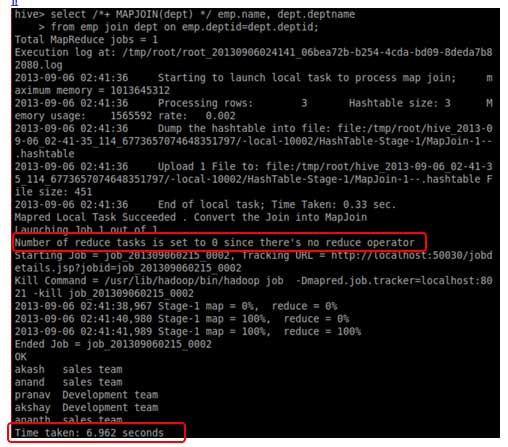 hive> select /*+ MAPJOIN(dept) */ emp.name, dept.deptname
    > from emp join dept on emp.deptid=dept.deptid;
Total MapReduce jobs = 1
Execution log at: /tmp/root/root_20130906024141_06bea72b-b254-4cda-bd09-8deda7b8
2080.log
2013-09-06 02:41:36     Starting to launch local task to process map join;      m
aximum memory = 1013645312
2013-09-06 02:41:36     Processing rows:        3       Hashtable size: 3       M
emory usage:    1565592 rate:   0.002
2013-09-06 02:41:36     Dump the hashtable into file: file:/tmp/root/hive_2013-0
9-06_02-41-35_114_6773657074648351797/-local-10002/HashTable-Stage-1/MapJoin-1--
.hashtable
2013-09-06 02:41:36     Upload 1 File to: file:/tmp/root/hive_2013-09-06_02-41-3
5_114_6773657074648351797/-local-10002/HashTable-Stage-1/MapJoin-1--.hashtable F
ile size: 451
2013-09-06 02:41:36     End of local task; Time Taken: 0.33 sec.
Mapred Local Task Succeeded . Convert the Join into MapJoin
Launching Job 1 out of 1
Number of reduce tasks is set to 0 since there's no reduce operator
Starting Job = job_201309060215_0002, Tracking URL = http://localhost:50030/jobd
etails.jsp?jobid=job_201309060215_0002
Kill Command = /usr/lib/hadoop/bin/hadoop job  -Dmapred.job.tracker=localhost:80
21 -kill job_201309060215_0002
2013-09-06 02:41:38,967 Stage-1 map = 0%,  reduce = 0%
2013-09-06 02:41:40,980 Stage-1 map = 100%,  reduce = 0%
2013-09-06 02:41:41,989 Stage-1 map = 100%,  reduce = 100%
Ended Job = job_201309060215_0002
OK
akash   sales team
anand   sales team
pranav  Development team
akshay  Development team
ananth  sales team
Time taken: 6.962 seconds